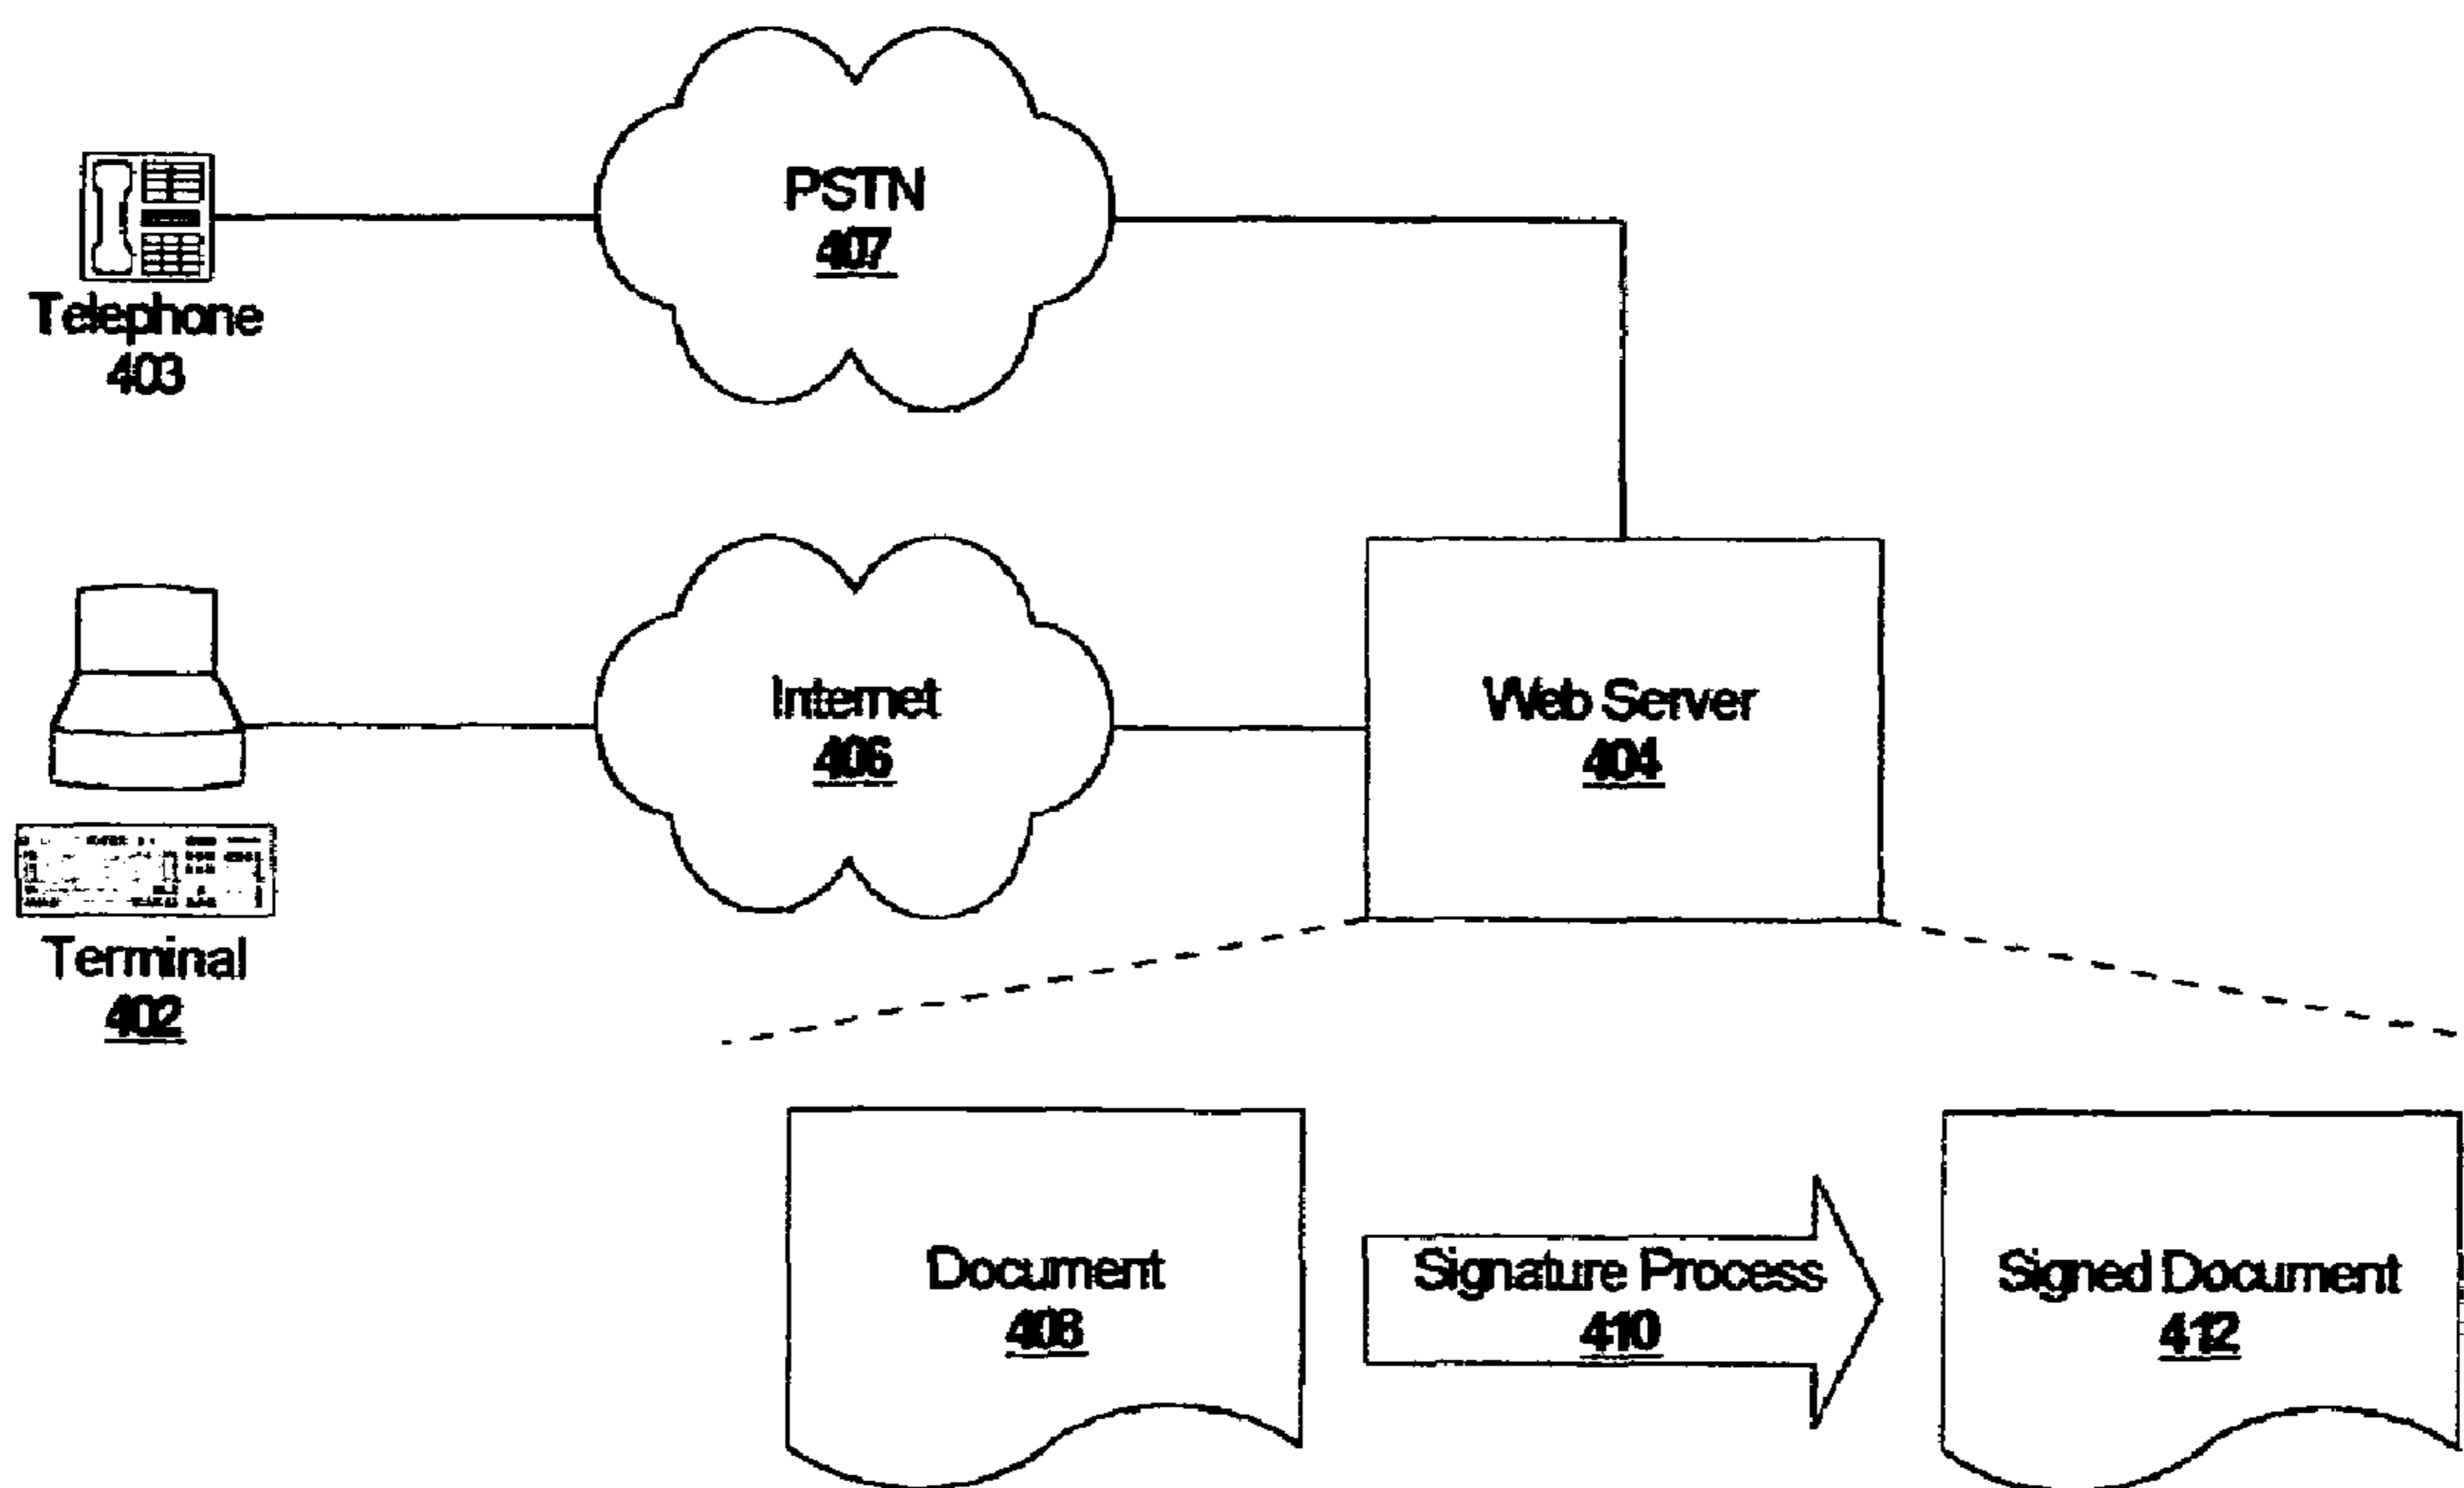 PSTN
407
Telephone
403
Internet
406
Web Server
404
Terminal
402
Document
408
Signature Process
410
Signed Document
412